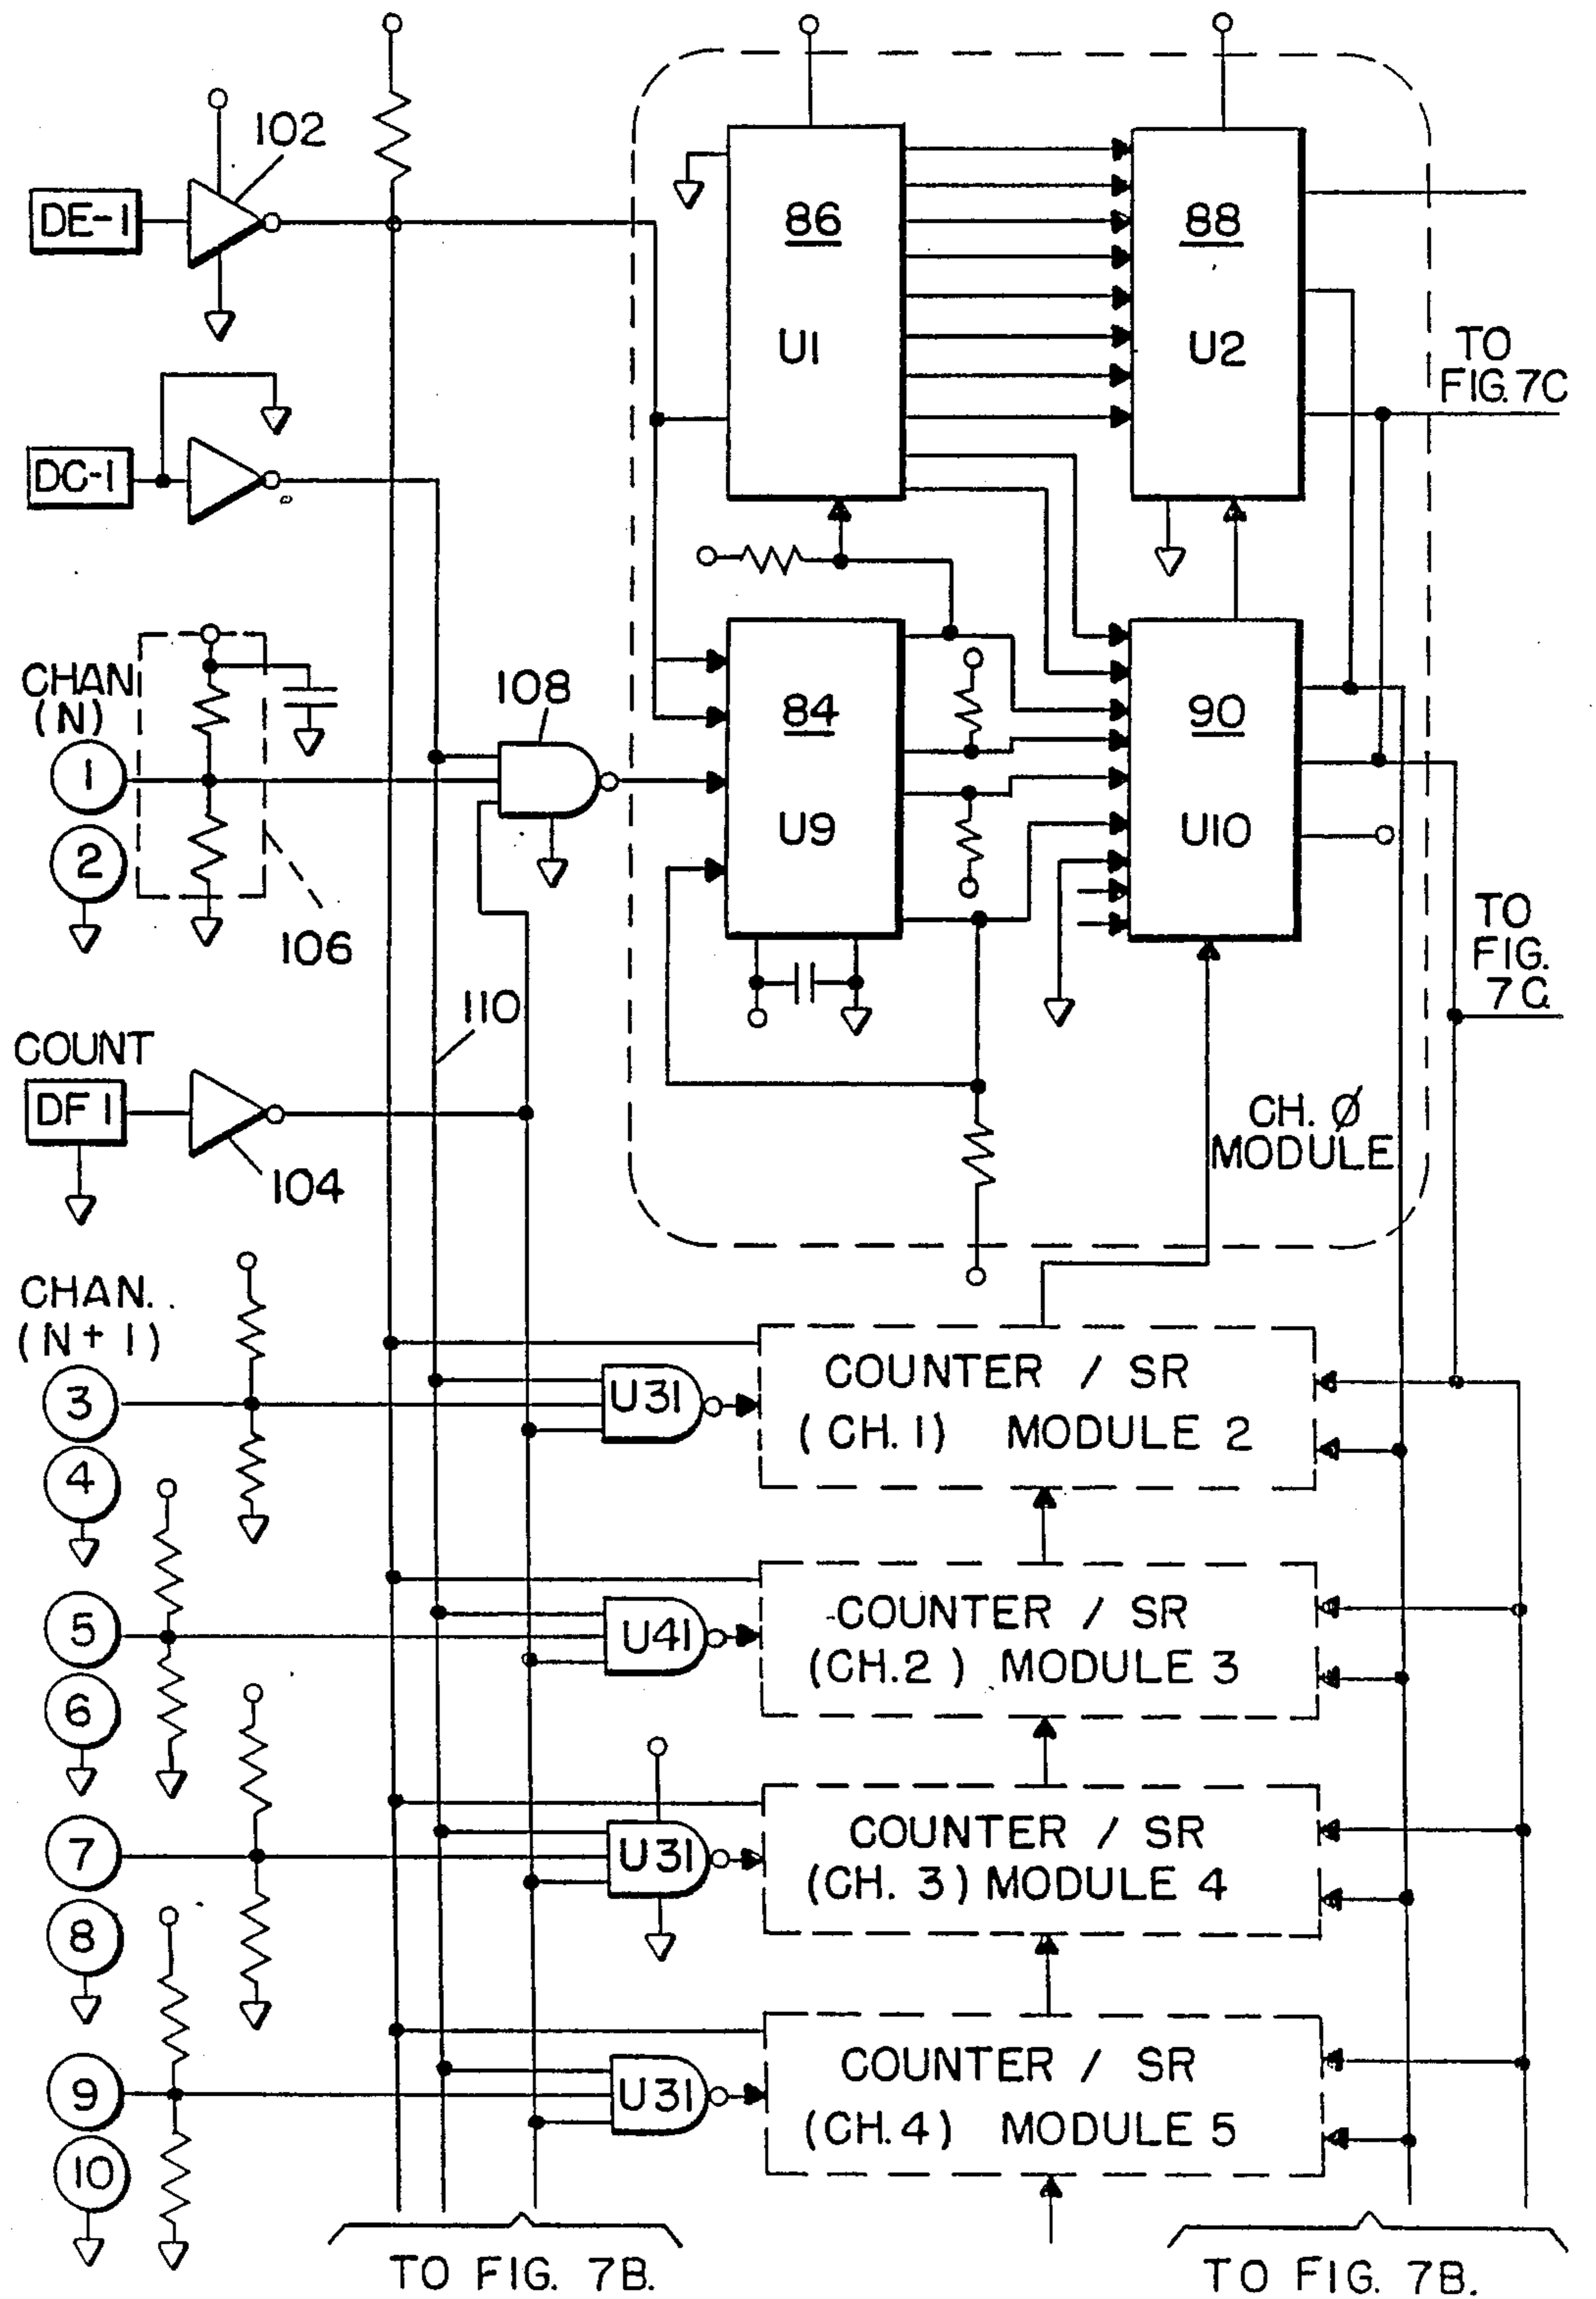 102
DE-1
86
U1
88
U2
TO
FIG. 7C
DC-1
CHAN
(N)
1
2
106
108
84
U9
90
U10
TO
FIG.
7C
110
COUNT
DF1
104
CH. Ø
MODULE
CHAN.
(N+1)
3
4
U31
COUNTER / SR
(CH. 1) MODULE 2
5
6
U41
COUNTER / SR
(CH. 2) MODULE 3
7
8
U31
COUNTER / SR
(CH. 3) MODULE 4
9
10
U31
COUNTER / SR
(CH. 4) MODULE 5
TO FIG. 7B.
TO FIG. 7B.